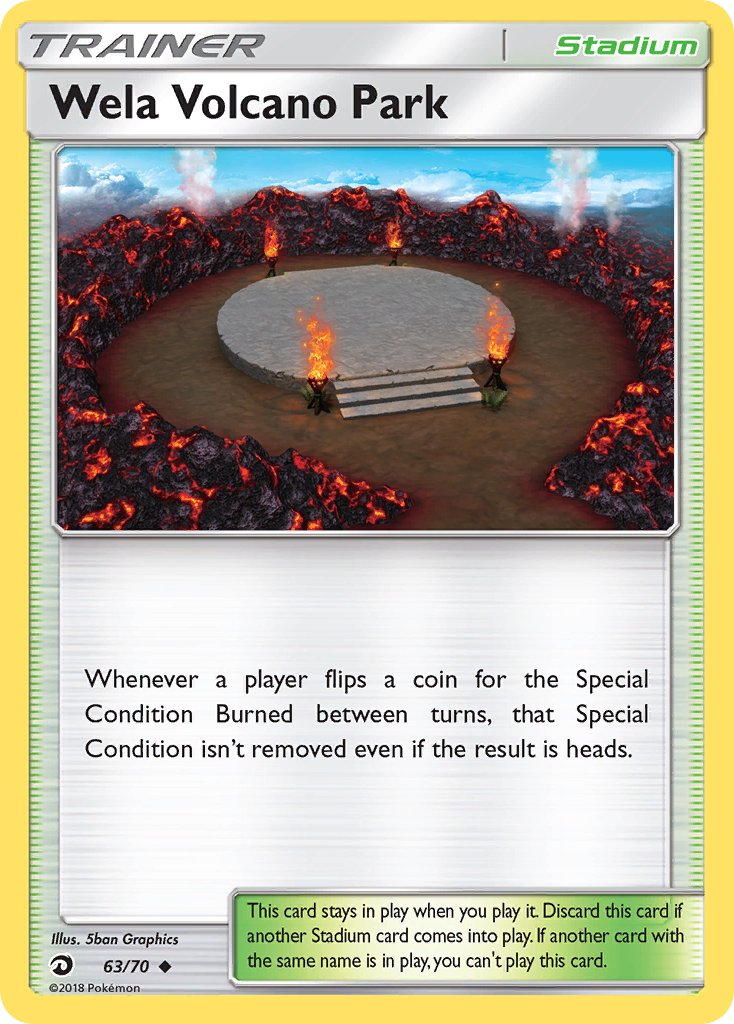 TRAINER
Stadium
Wela Volcano Park
Whenever a player flips a coin for the Special
Condition Burned between turns, that Special
Condition isn't removed even if the result is heads.
This card stays in play when you play it. Discard this card if
another Stadium card comes into play. If another card with
the same name is in play, you can't play this card.
Illus. 5ban Graphics
63/70 ◆
©2018 Pokémon